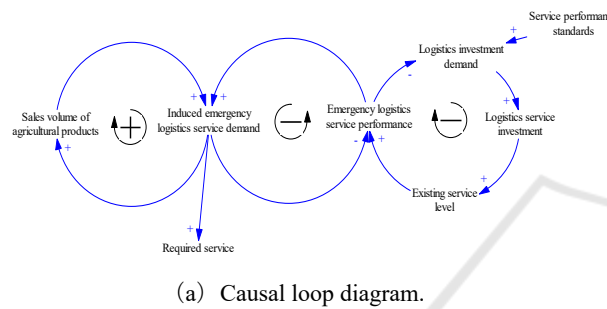 Service performance
standards
Logistics investment
demand
Sales volume of
agricultural products
Induced emergency
logistics service demand
Emergency logistics
service performance
Logistics service
investment
Existing service
level
Required service
+
+
+
+
+
+
+
+
+
-
-
+
−
−
(a) Causal loop diagram.